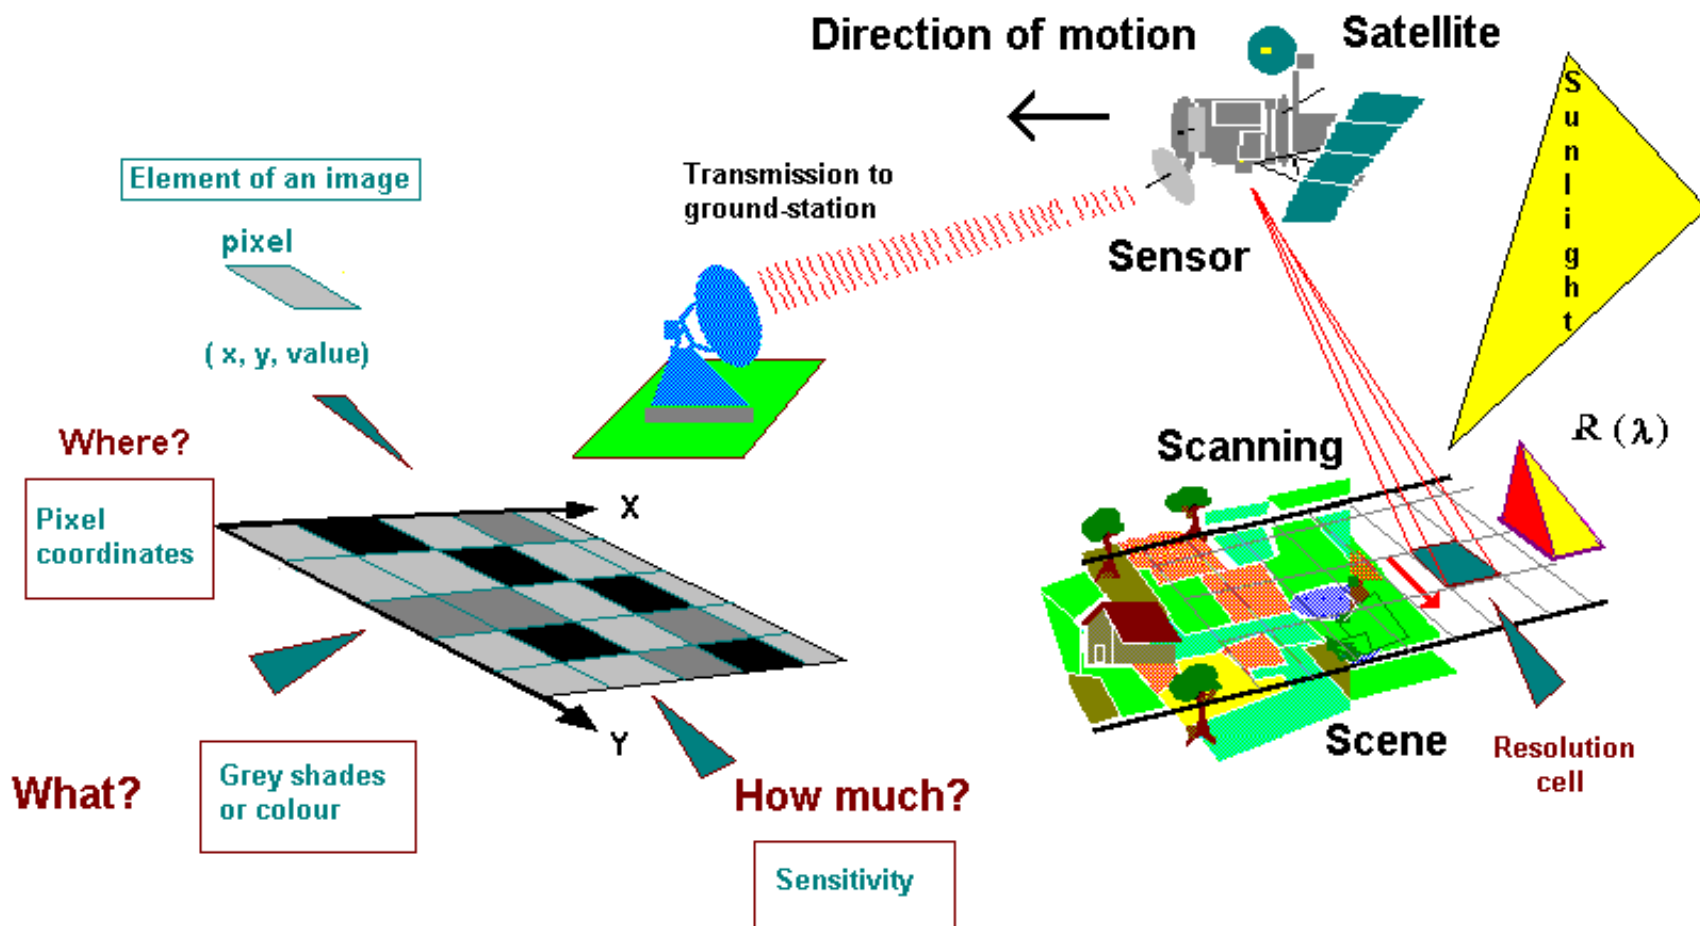 Direction of motion
Satellite
Sunlight
Element of an image
Transmission to
ground-station
pixel
Sensor
( x, y, value)
R (λ)
Where?
Scanning
X
Pixel
coordinates
Y
Scene
Resolution
cell
What?
Grey shades
or colour
How much?
Sensitivity